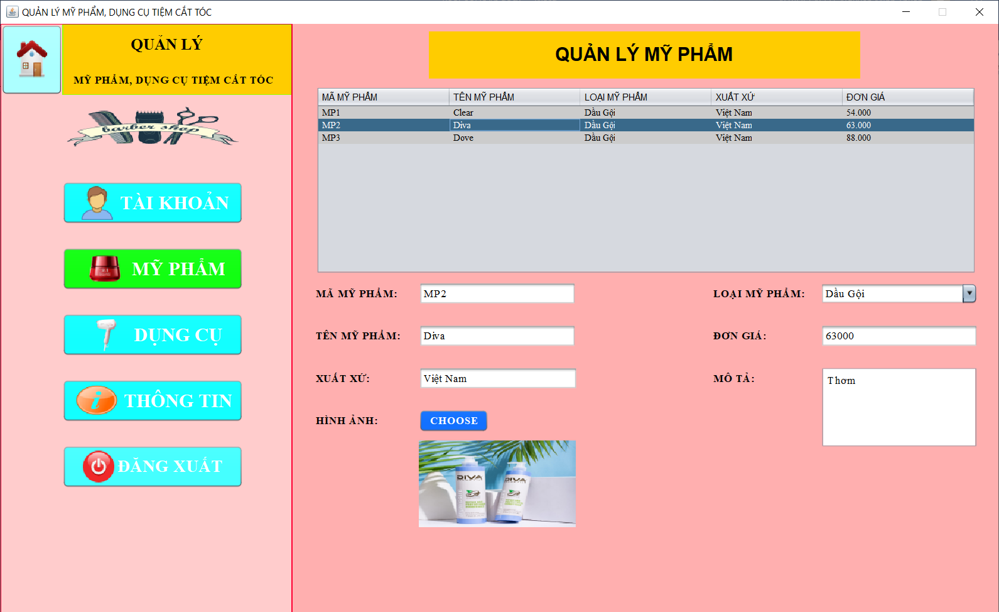 QUẢN LÝ MỸ PHẨM, DỤNG CỤ TIỆM CẮT TÓC
QUẢN LÝ
MỸ PHẨM, DỤNG CỤ TIỆM CẮT TÓC
barber shop
TÀI KHOẢN
MỸ PHẨM
DỤNG CỤ
THÔNG TIN
ĐĂNG XUẤT
QUẢN LÝ MỸ PHẨM
MÃ MỸ PHẨM TÊN MỸ PHẨM LOẠI MỸ PHẨM XUẤT XỨ ĐƠN GIÁ
MP1 Clear Dầu Gội Việt Nam 54.000
MP2 Diva Dầu Gội Việt Nam 63.000
MP3 Dove Dầu Gội Việt Nam 88.000
MÃ MỸ PHẨM: MP2 LOẠI MỸ PHẨM: Dầu Gội
TÊN MỸ PHẨM: Diva ĐƠN GIÁ: 63000
XUẤT XỨ: Việt Nam MÔ TẢ: Thơm
HÌNH ẢNH: CHOOSE
DIVA DIVA